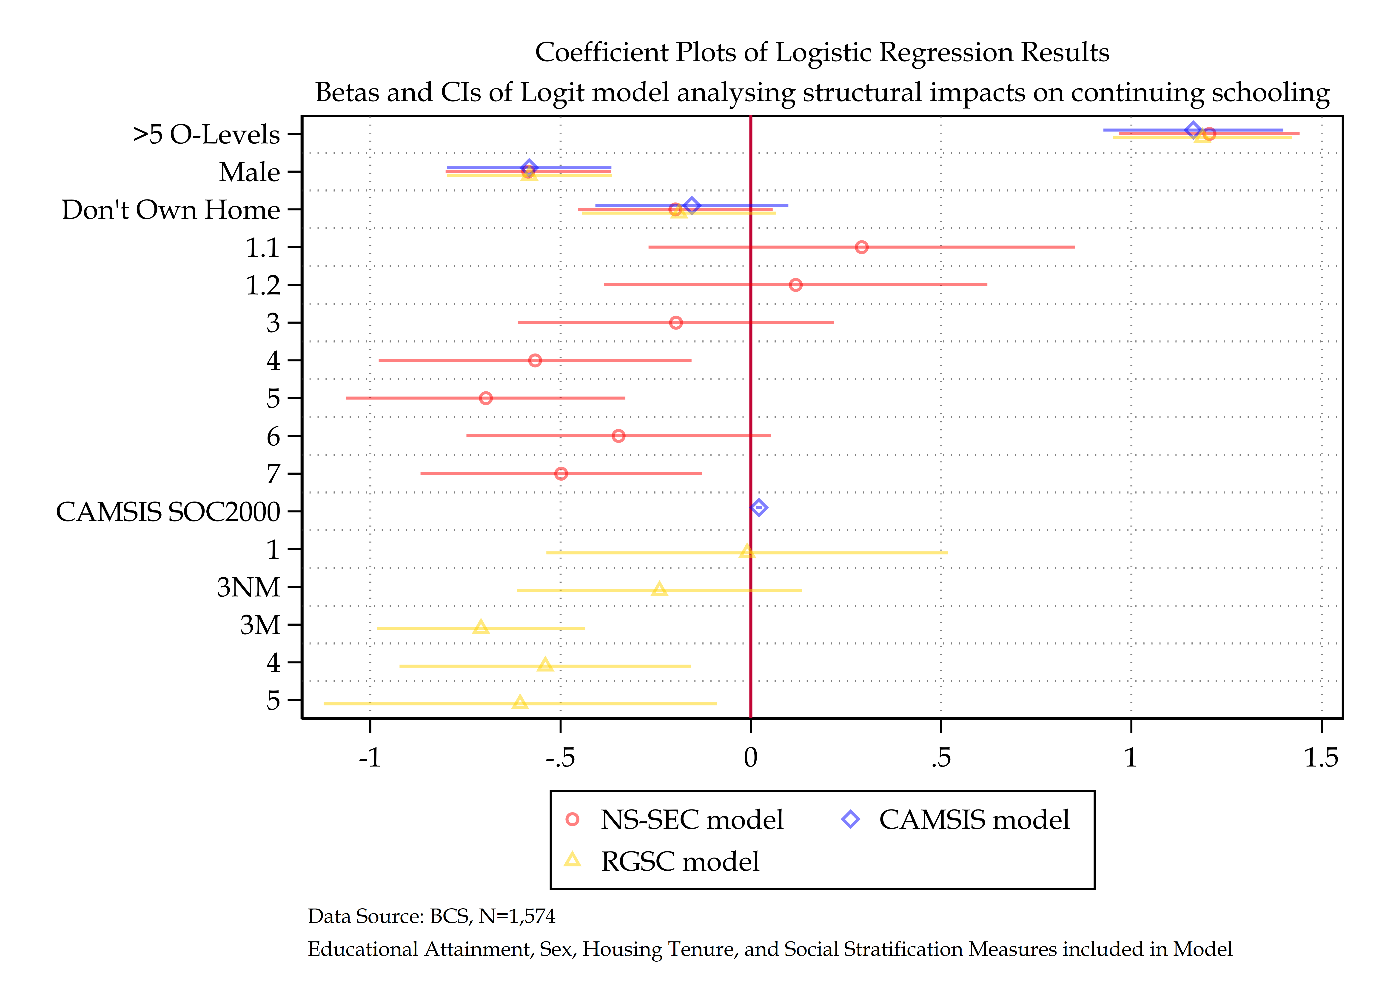 Coefficient Plots of Logistic Regression Results
Betas and CIs of Logit model analysing structural impacts on continuing schooling
>5 O-Levels
Male
Don't Own Home
1.1
1.2
3
4
5
6
7
CAMSIS SOC2000
1
3NM
3M
4
5
-1 -.5 0 .5 1 1.5
NS-SEC model CAMSIS model
RGSC model
Data Source: BCS, N=1,574
Educational Attainment, Sex, Housing Tenure, and Social Stratification Measures included in Model